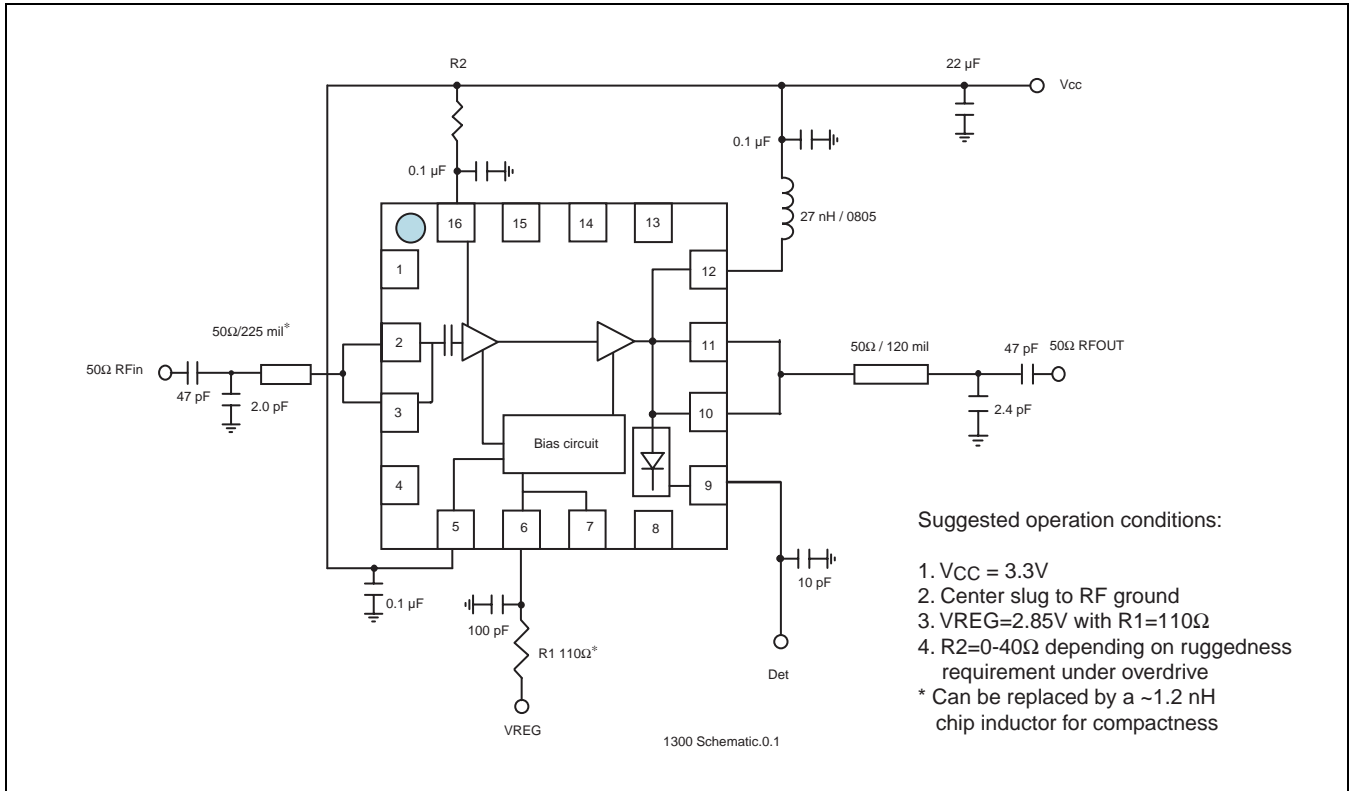 R2
22 µF
Vcc
0.1 µF
0.1 µF
27 nH / 0805
16
15
14
13
1
12
50Ω/225 mil*
2
11
50Ω / 120 mil
47 pF
50Ω RFOUT
50Ω RFin
47 pF
2.0 pF
3
10
2.4 pF
Bias circuit
4
9
5
6
7
8
0.1 µF
100 pF
R1 110Ω*
VREG
10 pF
Det
Suggested operation conditions:
1. VCC = 3.3V
2. Center slug to RF ground
3. VREG=2.85V with R1=110Ω
4. R2=0-40Ω depending on ruggedness
requirement under overdrive
* Can be replaced by a ~1.2 nH
chip inductor for compactness
1300 Schematic.0.1